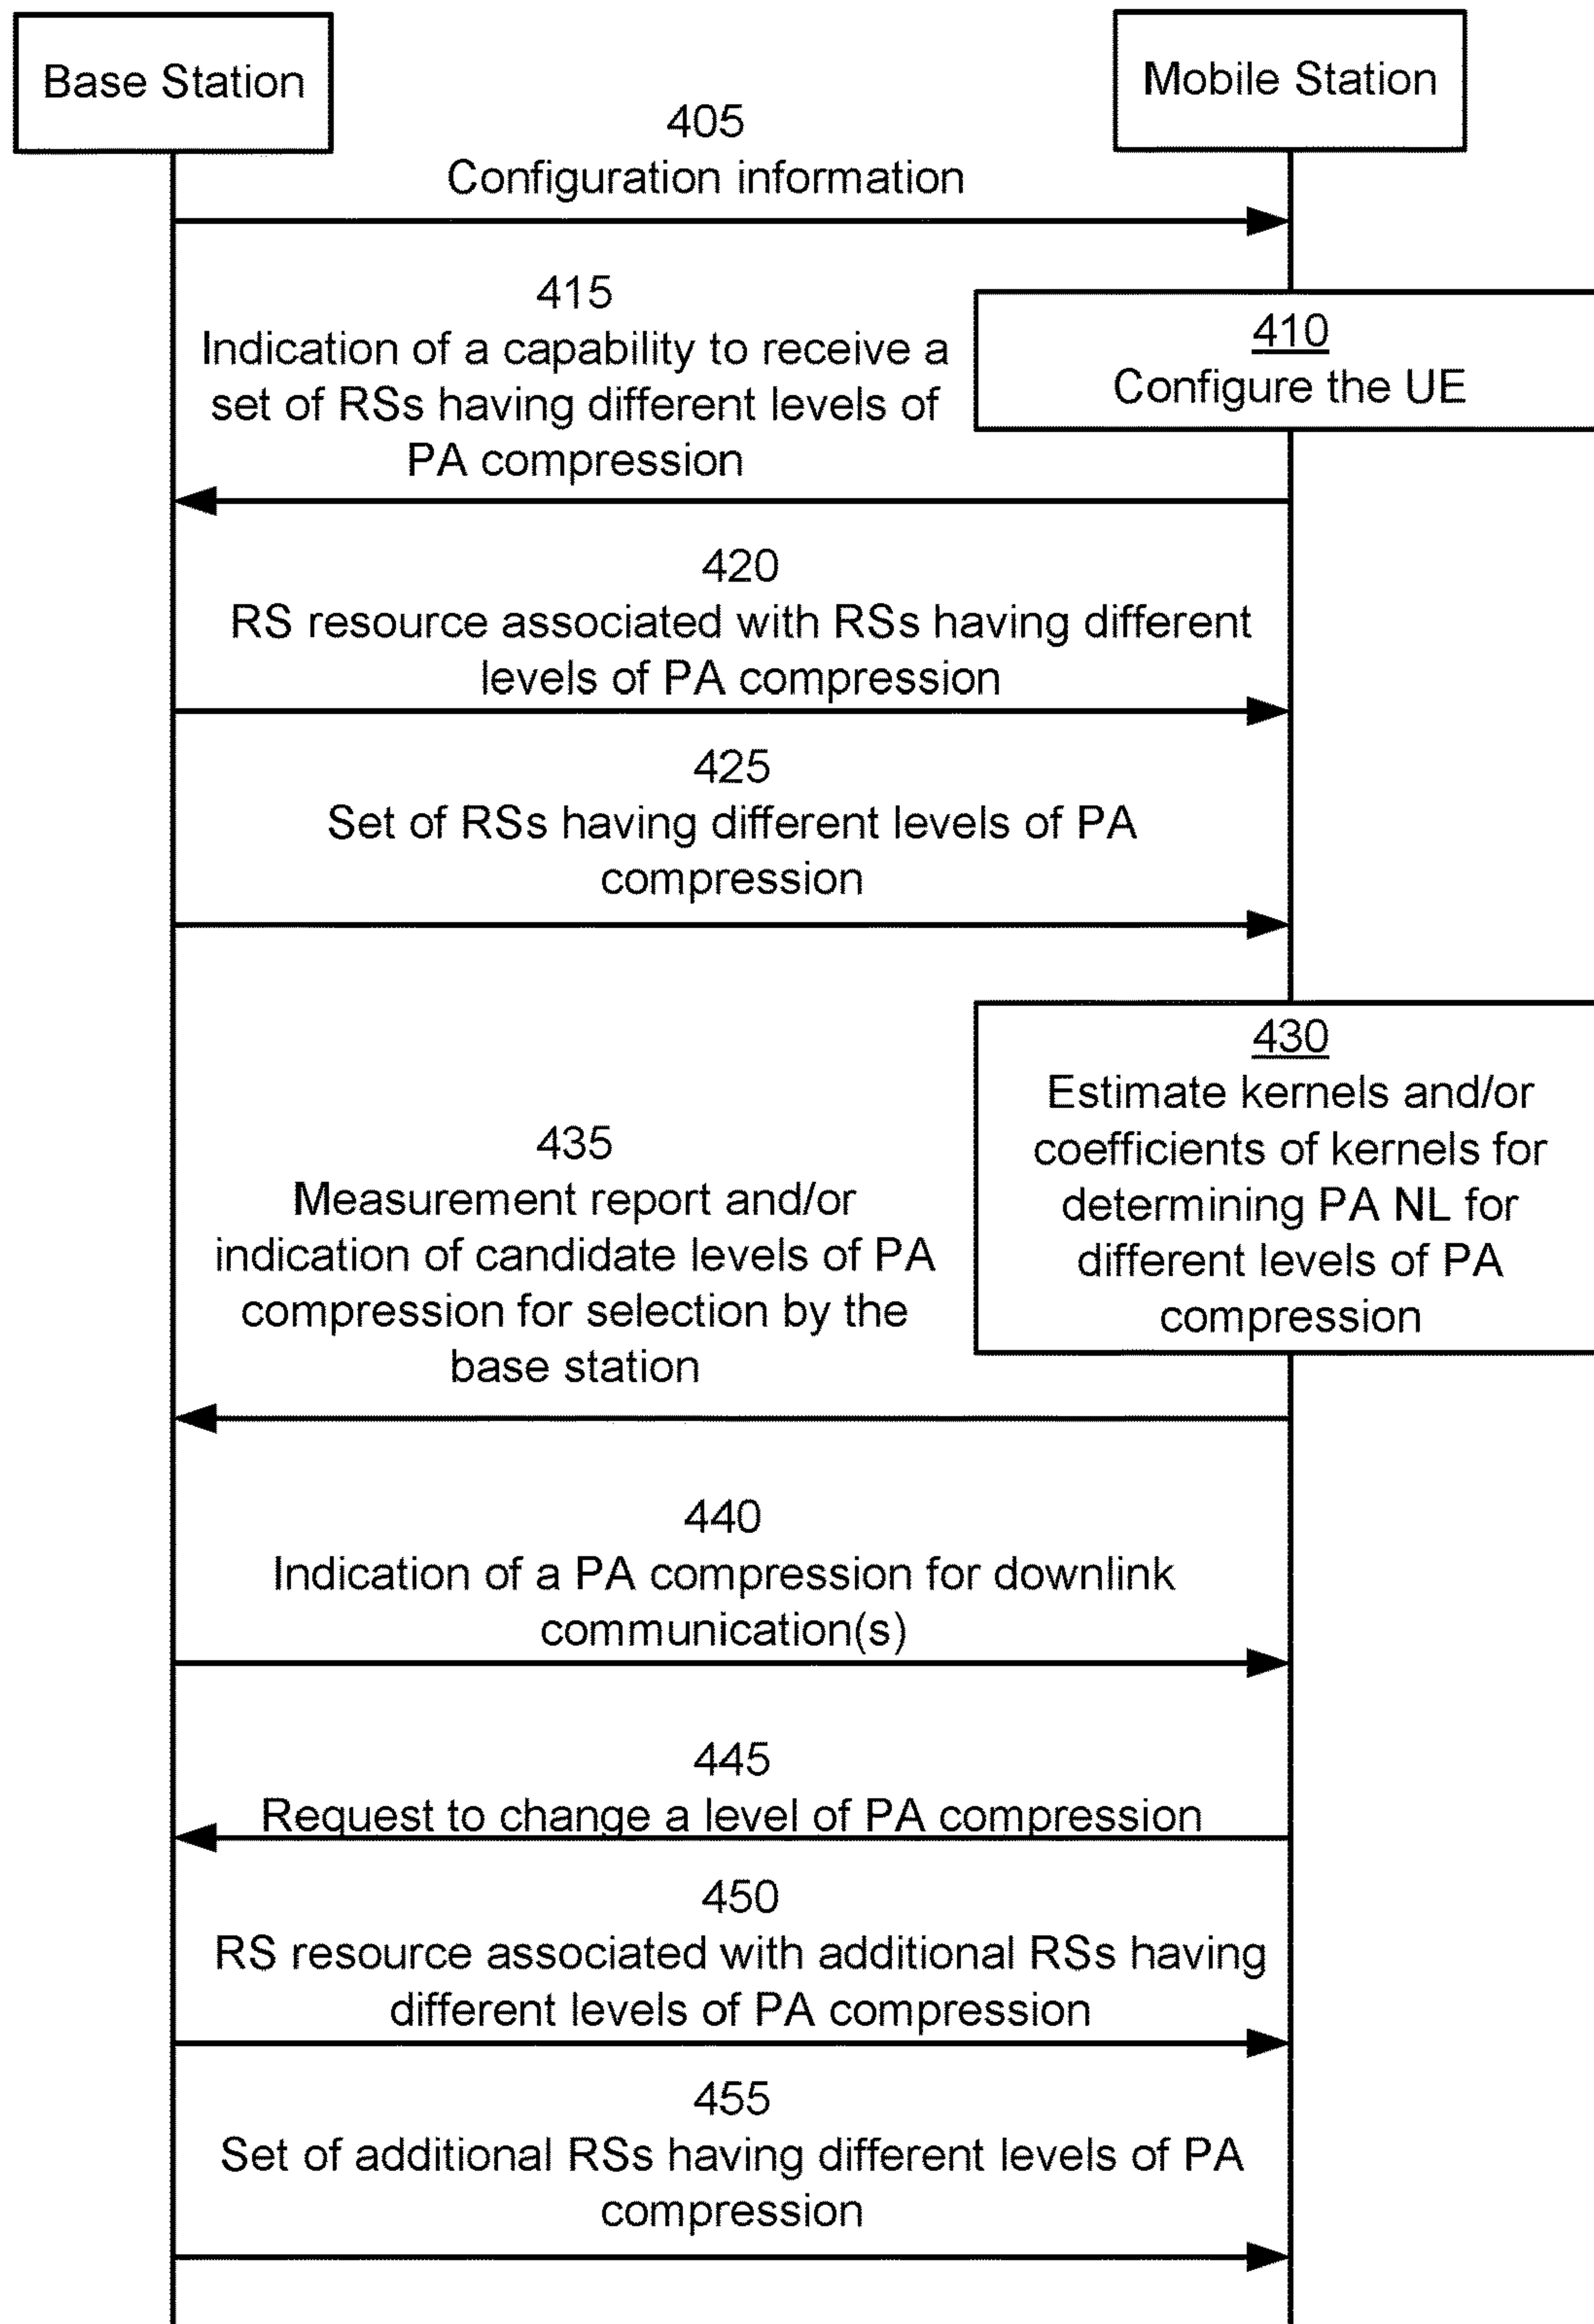 Base Station
Mobile Station
405
Configuration information
410
Configure the UE
415
Indication of a capability to receive a
set of RSs having different levels of
PA compression
420
RS resource associated with RSs having different
levels of PA compression
425
Set of RSs having different levels of PA
compression
430
Estimate kernels and/or
coefficients of kernels for
determining PA NL for
different levels of PA
compression
435
Measurement report and/or
indication of candidate levels of PA
compression for selection by the
base station
440
Indication of a PA compression for downlink
communication(s)
445
Request to change a level of PA compression
450
RS resource associated with additional RSs having
different levels of PA compression
455
Set of additional RSs having different levels of PA
compression